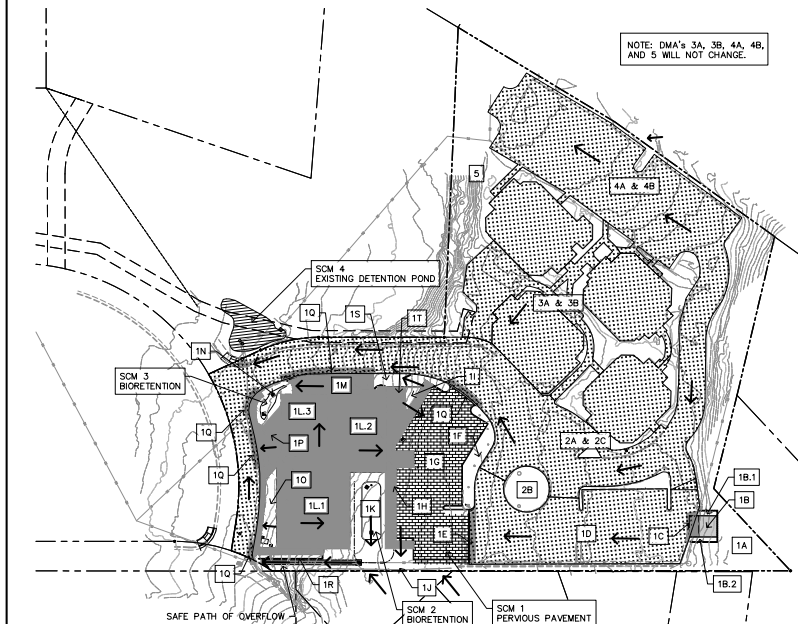 NOTE: DMA's 3A, 3B, 4A, 4B,
AND 5 WILL NOT CHANGE.
5
4A & 4B
SCM 4
EXISTING DETENTION POND
3A & 3B
1Q
1S
1T
1N
SCM 3
BIORETENTION
1M
1I
1L.3
1Q
1L.2
1Q
1F
1P
2A & 2C
1G
1Q
1O
2B
1B.1
1B
1L.1
1K
1H
1E
1D
1C
1A
1Q
1R
1J
1B.2
SAFE PATH OF OVERFLOW
SCM 2
BIORETENTION
SCM 1
PERVIOUS PAVEMENT